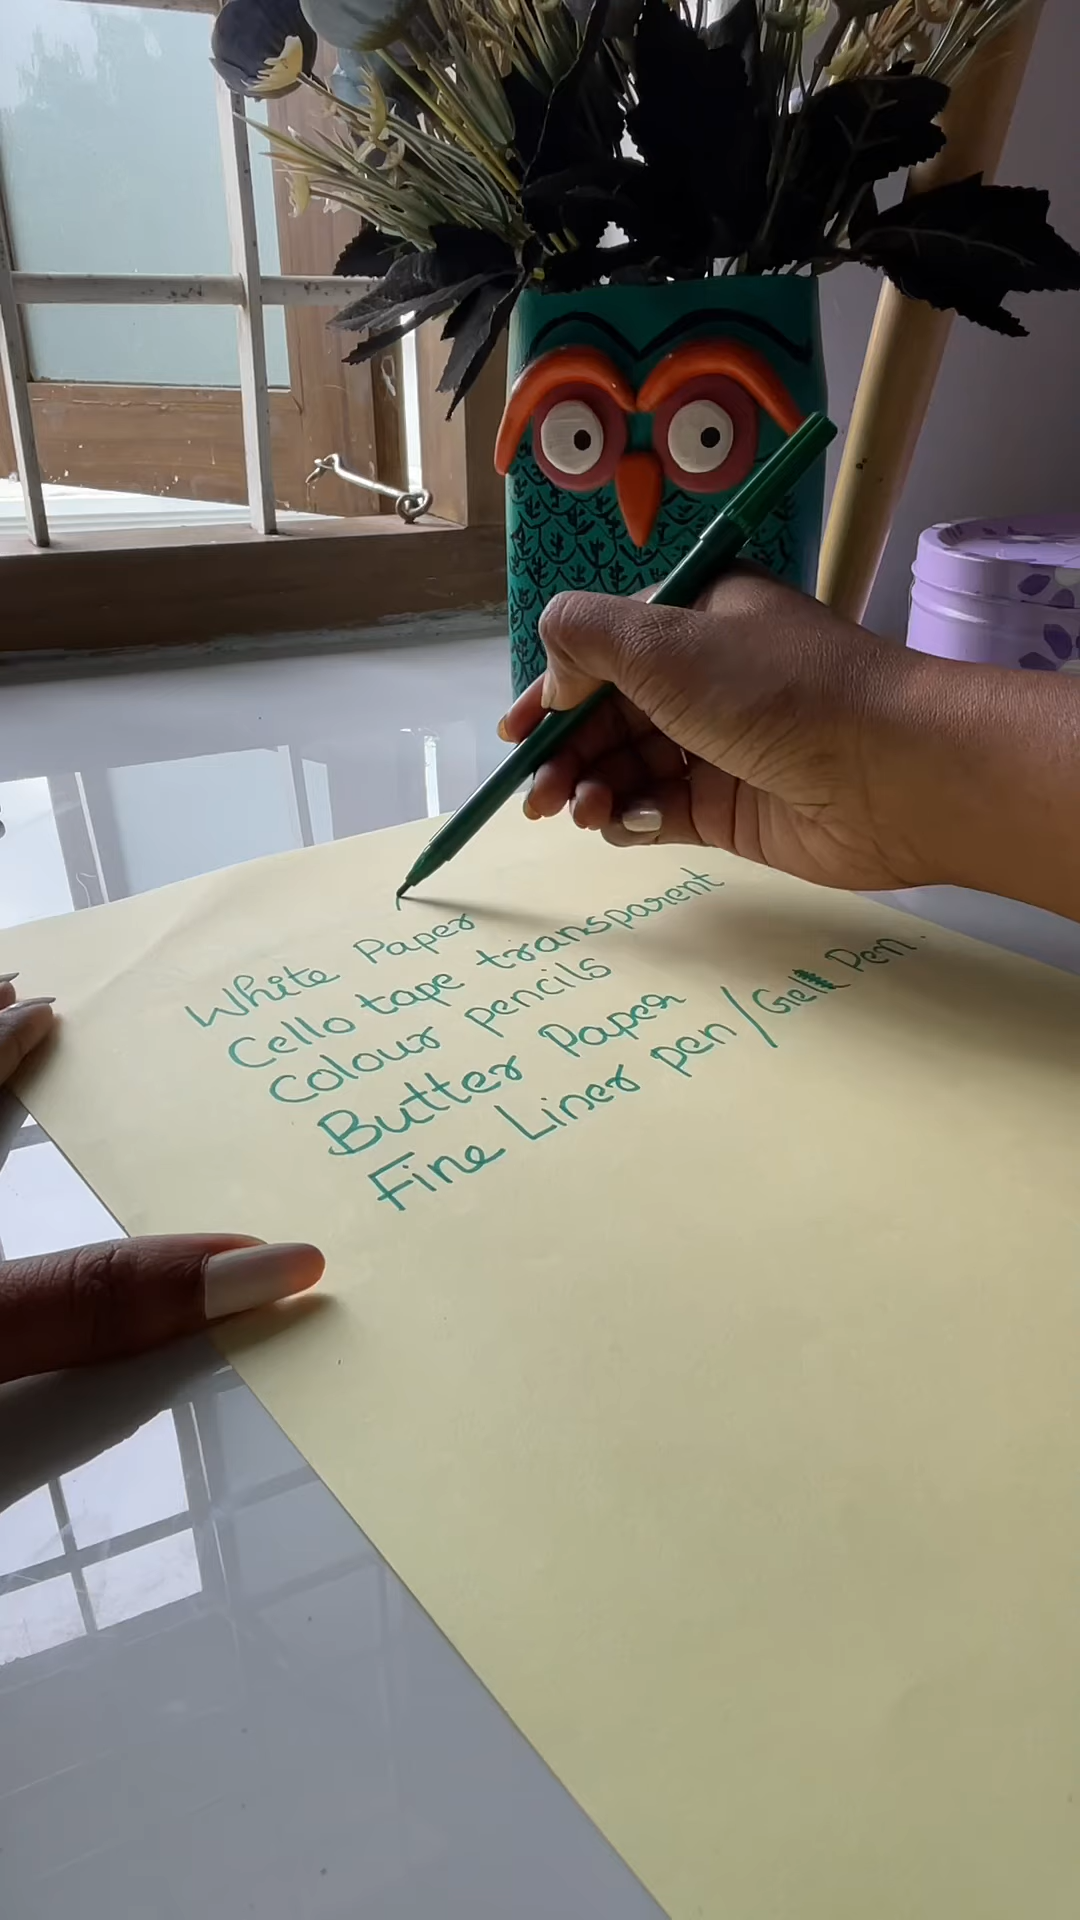 White Paper
Cello tape transparent
Colour pencils
Butter Paper
Fine Liner pen/Gel Pen.